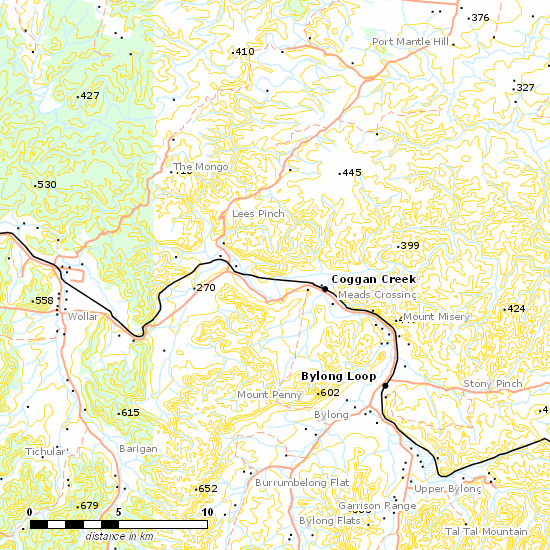 376
Port Mantle Hill
410
327
427
The Mongo
445
530
Lees Pinch
399
Coggan Creek
270
Meads Crossing
558
424
Wollar
Mount Misery
Bylong Loop
Stony Pinch
Mount Penny
602
615
Bylong
Tichular
Barigan
Burrumbelong Flat
652
Upper Bylong
679
Garrison Range
0 5 10
Bylong Flats
distance in km
Tal Tal Mountain